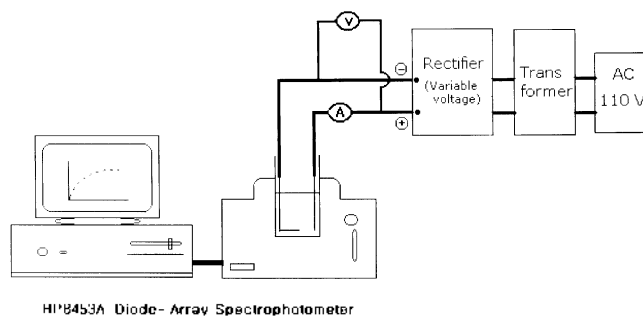 V
Rectifier
(Variable
voltage)
Trans
former
AC
110 V
⊖
A
⊕
HP8453A Diode-Array Spectrophotometer